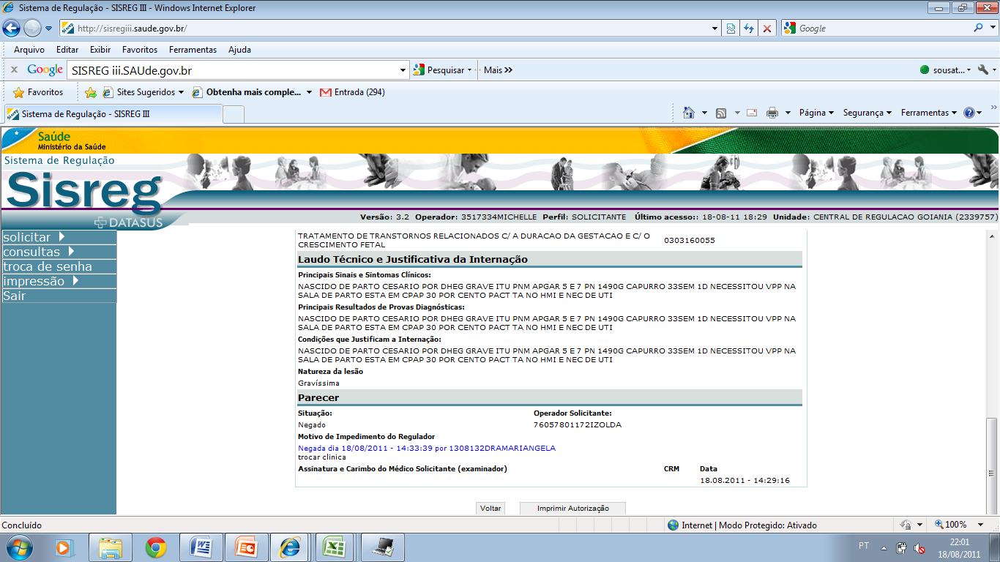 Sistema de Regulação - SISREG III - Windows Internet Explorer
http://sisregiii.saude.gov.br/
Google
Arquivo Editar Exibir Favoritos Ferramentas Ajuda
x Google SISREG iii.SAUde.gov.br Pesquisar Mais >> sousat...
Favoritos Sites Sugeridos Obtenha mais comple... Entrada (294)
Sistema de Regulação - SISREG III Página Segurança Ferramentas
Saúde
Ministério da Saúde
Sistema de Regulação
Sisreg
DATASUS
Versão: 3.2 Operador: 3517334MICHELLE Perfil: SOLICITANTE Último acesso:: 18-08-11 18:29 Unidade: CENTRAL DE REGULACAO GOIANIA (2339757)
solicitar
consultas
troca de senha
impressão
Sair
TRATAMENTO DE TRANSTORNOS RELACIONADOS C/ A DURACAO DA GESTACAO E C/ O
CRESCIMENTO FETAL
0303160055
Laudo Técnico e Justificativa da Internação
Principais Sinais e Sintomas Clínicos:
NASCIDO DE PARTO CESARIO POR DHEG GRAVE ITU PNM APGAR 5 E 7 PN 1490G CAPURRO 33SEM 1D NECESSITOU VPP NA
SALA DE PARTO ESTA EM CPAP 30 POR CENTO PACT TA NO HMI E NEC DE UTI
Principais Resultados de Provas Diagnósticas:
NASCIDO DE PARTO CESARIO POR DHEG GRAVE ITU PNM APGAR 5 E 7 PN 1490G CAPURRO 33SEM 1D NECESSITOU VPP NA
SALA DE PARTO ESTA EM CPAP 30 POR CENTO PACT TA NO HMI E NEC DE UTI
Condições que Justificam a Internação:
NASCIDO DE PARTO CESARIO POR DHEG GRAVE ITU PNM APGAR 5 E 7 PN 1490G CAPURRO 33SEM 1D NECESSITOU VPP NA
SALA DE PARTO ESTA EM CPAP 30 POR CENTO PACT TA NO HMI E NEC DE UTI
Natureza da lesão
Gravíssima
Parecer
Situação: Operador Solicitante:
Negado 76057801172IZOLDA
Motivo de Impedimento do Regulador
Negada dia 18/08/2011 - 14:33:39 por 1308132DRAMARIANGELA
trocar clinica
Assinatura e Carimbo do Médico Solicitante (examinador) CRM Data
18.08.2011 - 14:29:16
Voltar Imprimir Autorização
Concluído Internet | Modo Protegido: Ativado 100%
PT 22:01
18/08/2011